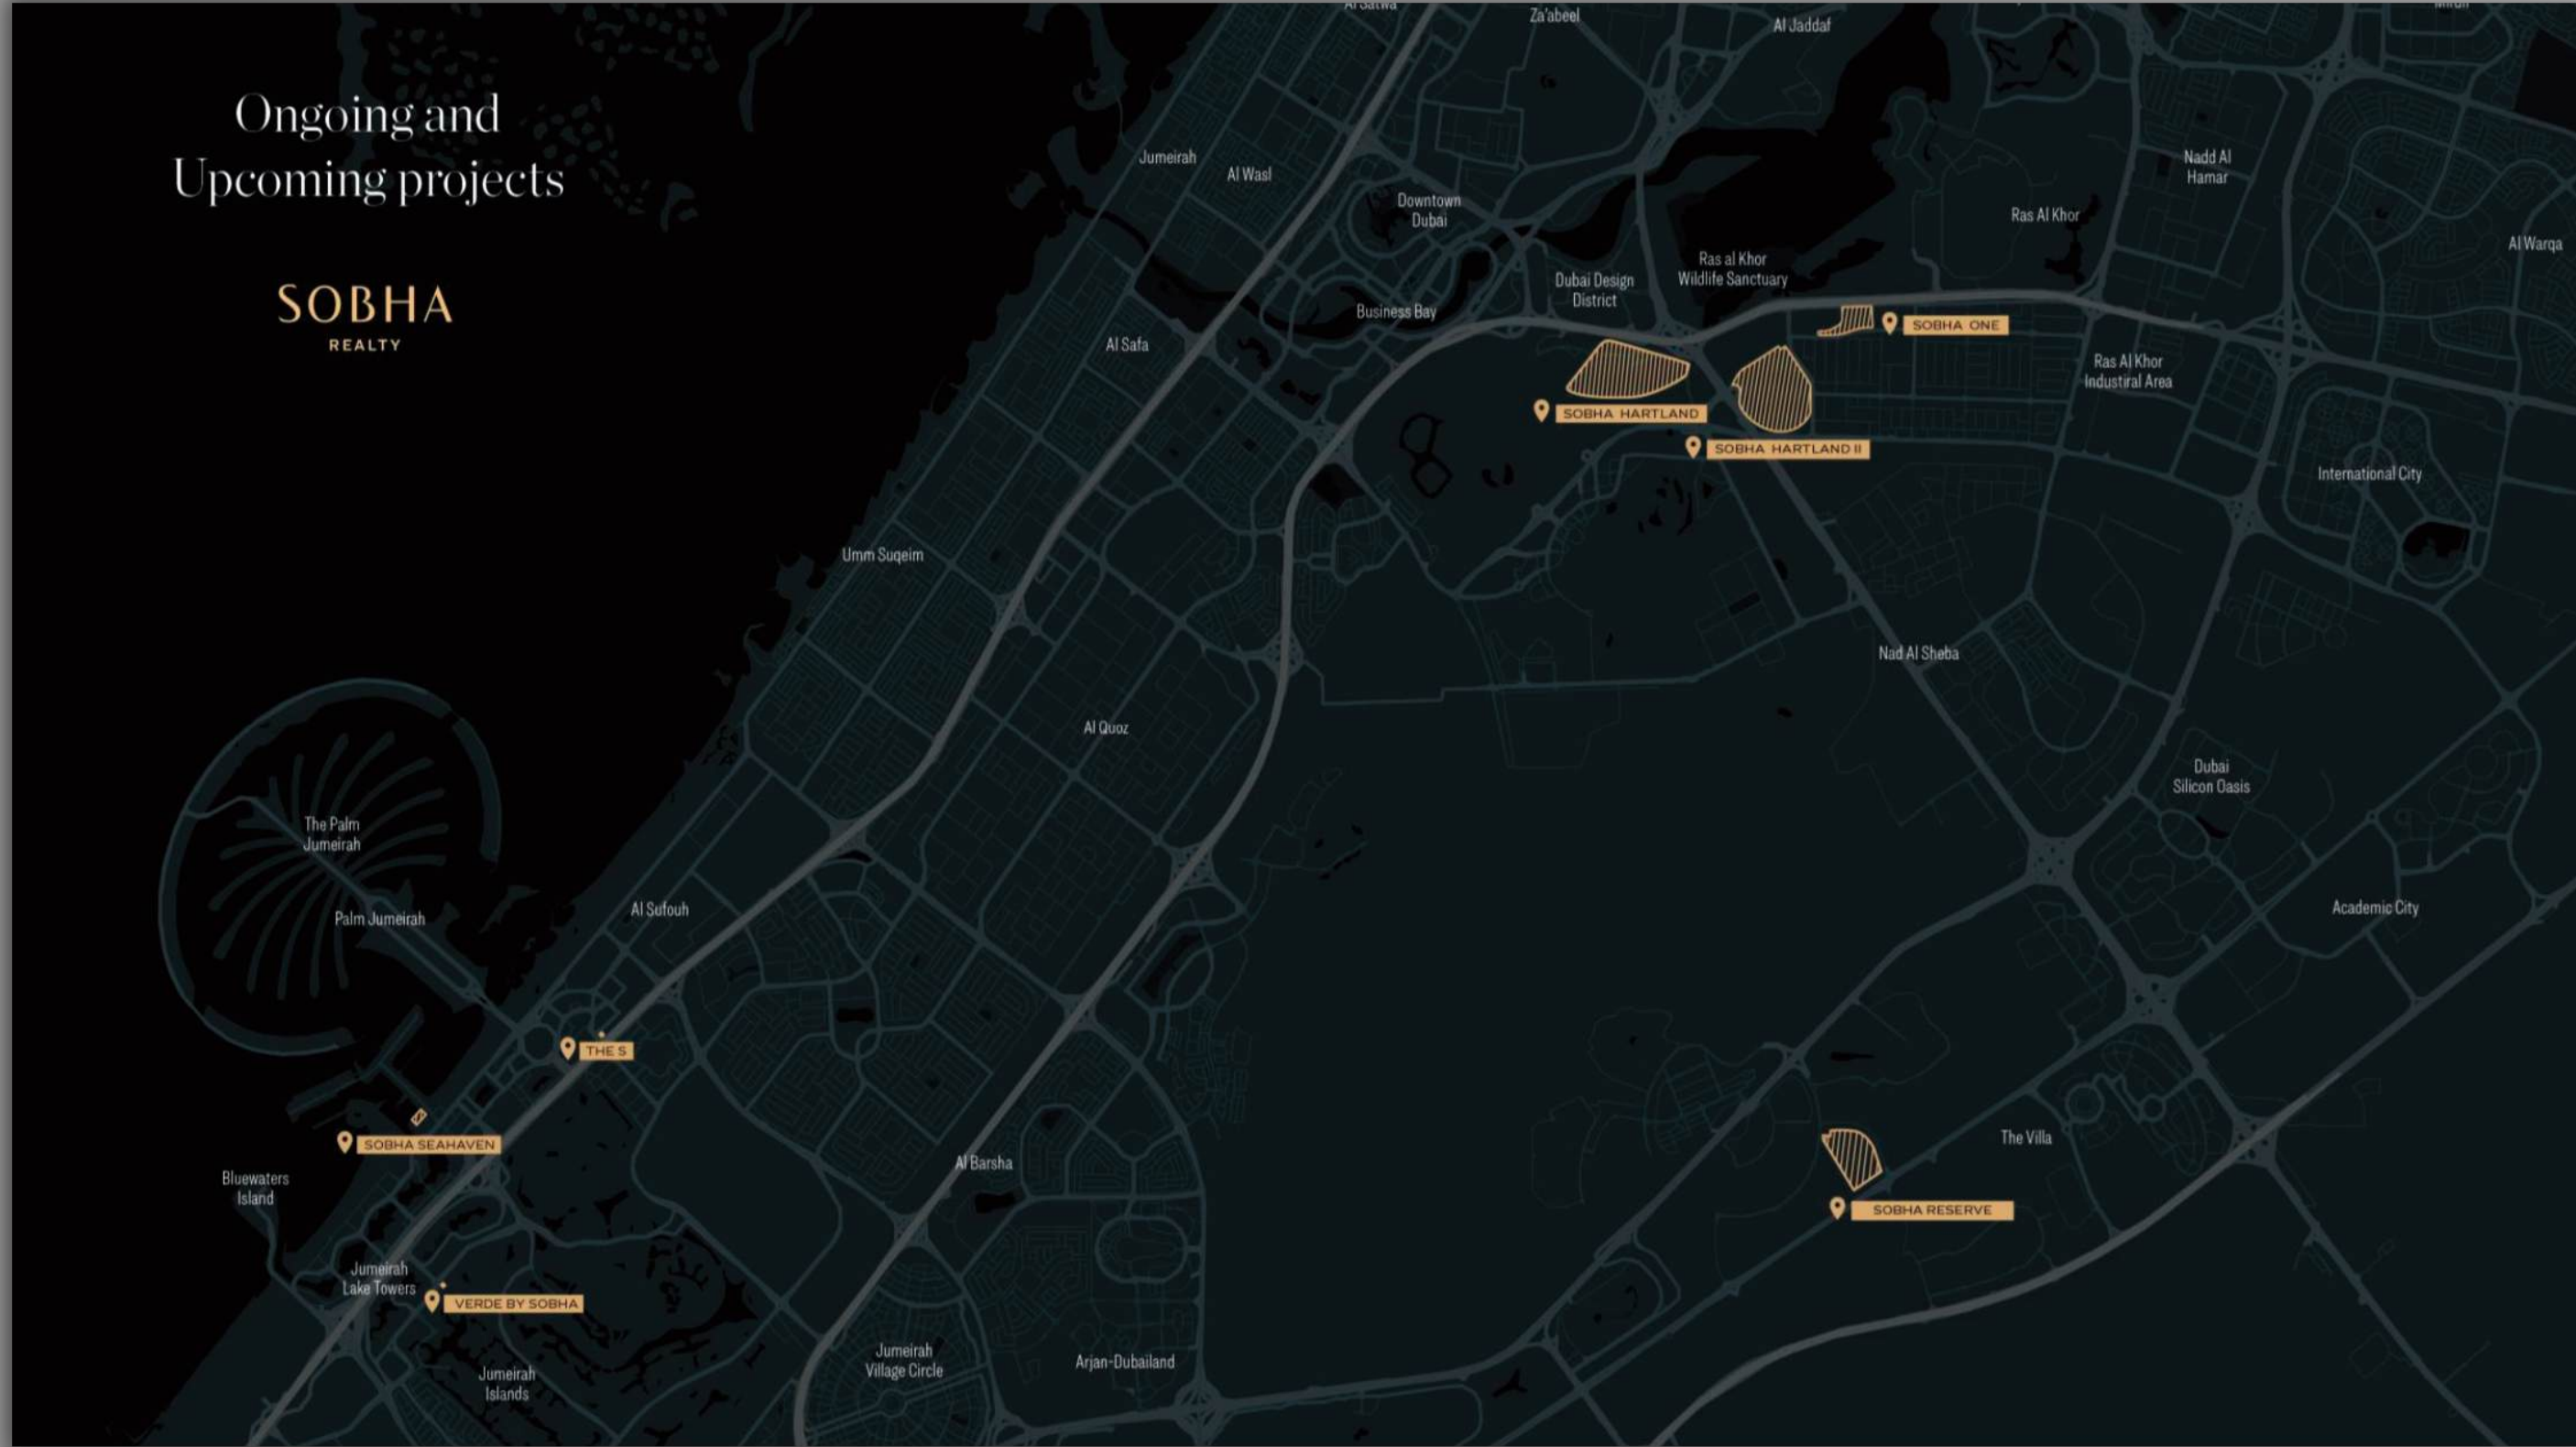 Ongoing and
Upcoming projects
SOBHA
REALTY
Za'abeel
Al Jaddaf
Jumeirah
Al Wasl
Downtown
Dubai
Nadd Al
Hamar
Ras Al Khor
Al Warqa
Ras al Khor
Wildlife Sanctuary
Dubai Design
District
Business Bay
SOBHA ONE
Al Safa
Ras Al Khor
Industiral Area
SOBHA HARTLAND
SOBHA HARTLAND II
International City
Umm Suqeim
Nad Al Sheba
Al Quoz
Dubai
Silicon Oasis
The Palm
Jumeirah
Palm Jumeirah
Al Sufouh
Academic City
THE S
SOBHA SEAHAVEN
The Villa
Al Barsha
Bluewaters
Island
SOBHA RESERVE
Jumeirah
Lake Towers
VERDE BY SOBHA
Jumeirah
Village Circle
Arjan-Dubailand
Jumeirah
Islands